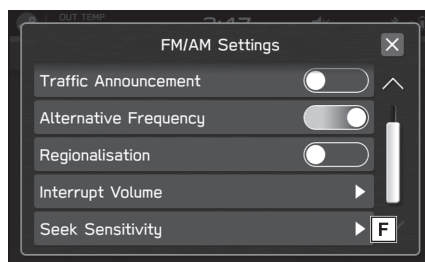 OUT TEMP
FM/AM Settings
Traffic Announcement
Alternative Frequency
Regionalisation
Interrupt Volume
Seek Sensitivity
F